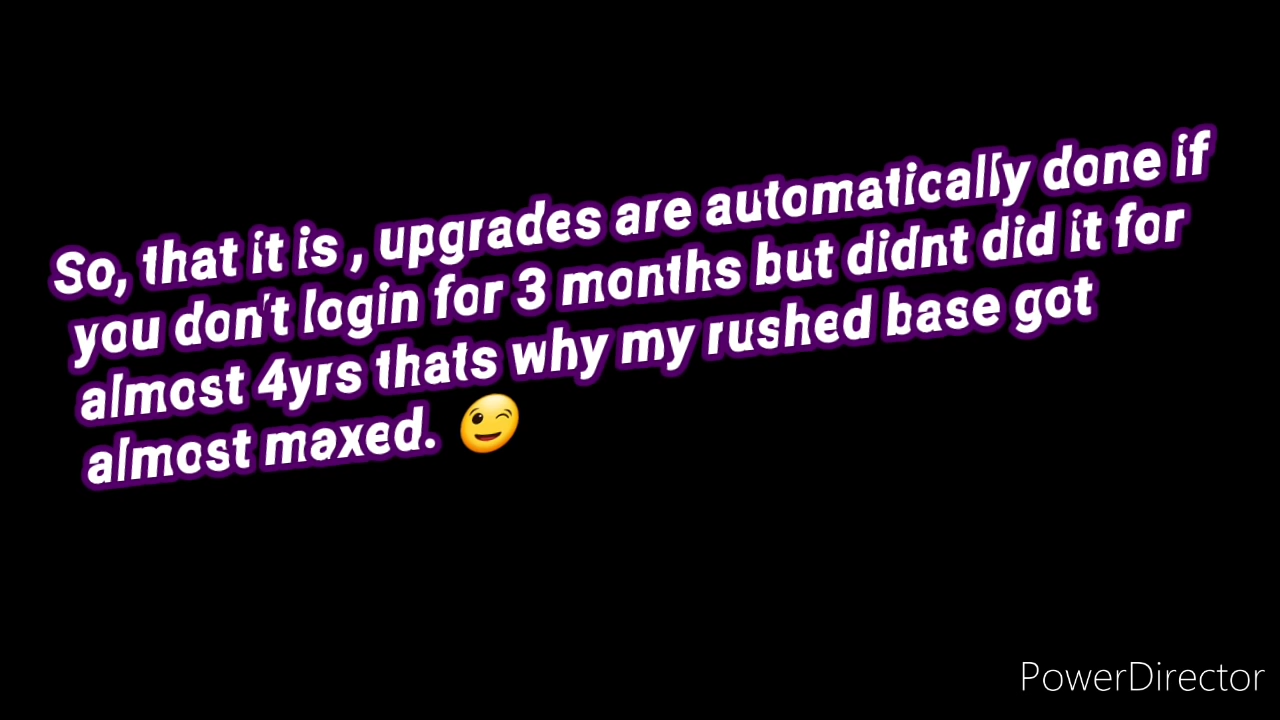 So, that it is , upgrades are automatically done if
you don't login for 3 months but didnt did it for
almost 4yrs thats why my rushed base got
almost maxed. 😉
PowerDirector